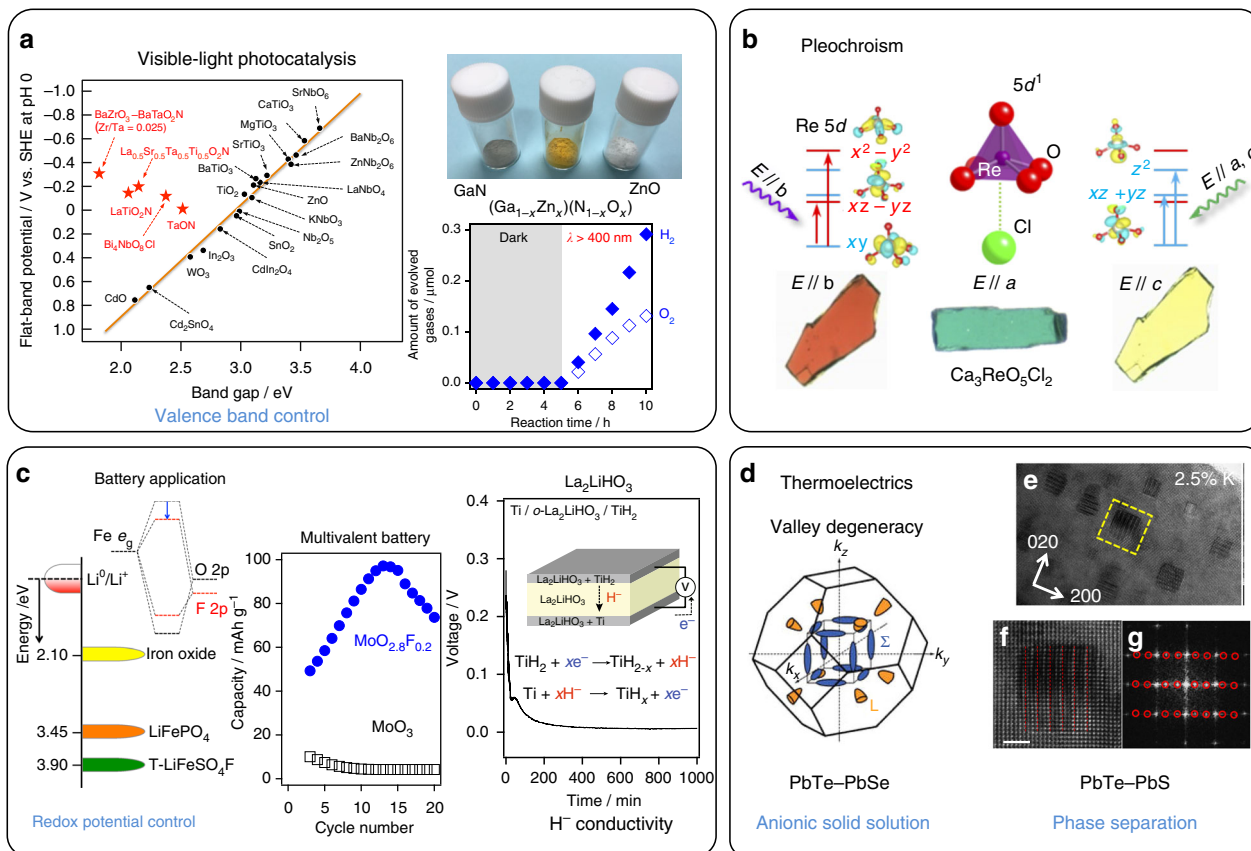 a
Visible-light photocatalysis
Flat-band potential / V vs. SHE at pH 0
−1.0
−0.8
−0.6
−0.4
−0.2
0
0.2
0.4
0.6
0.8
1.0
BaZrO₃–BaTaO₂N
(Zr/Ta = 0.025)
La₀.₅Sr₀.₅Ta₀.₅Ti₀.₅O₂N
LaTiO₂N
TaON
Bi₄NbO₈Cl
SrNbO₆
CaTiO₃
MgTiO₃
SrTiO₃
BaTiO₃
TiO₂
BaNb₂O₆
ZnNb₂O₆
LaNbO₄
ZnO
KNbO₃
Nb₂O₅
SnO₂
In₂O₃
CdIn₂O₄
WO₃
CdO
Cd₂SnO₄
2.0 2.5 3.0 3.5 4.0
Band gap / eV
Valence band control
GaN ZnO
(Ga₁₋ₓZnₓ)(N₁₋ₓOₓ)
Dark λ > 400 nm
H₂
O₂
Amount of evolved
gases / μmol
0.3
0.2
0.1
0.0
0 2 4 6 8 10
Reaction time / h
b
Pleochroism
5d¹
Re 5d
x² − y²
xz − yz
xy
E // b
O
Re
Cl
z²
xz +yz
E // a, c
E // b E // a E // c
Ca₃ReO₅Cl₂
c
Battery application
Fe e_g
Li⁰/Li⁺
O 2p
F 2p
Energy /eV
2.10 Iron oxide
3.45 LiFePO₄
3.90 T-LiFeSO₄F
Redox potential control
Multivalent battery
Capacity / mAh g⁻¹
100
80
60
40
20
0
MoO₂.₈F₀.₂
MoO₃
0 5 10 15 20
Cycle number
La₂LiHO₃
Ti / o-La₂LiHO₃ / TiH₂
Voltage / V
0.4
0.3
0.2
0.1
0.0
La₂LiHO₃ + TiH₂
La₂LiHO₃ H⁻
La₂LiHO₃ + Ti
V
e⁻
TiH₂ + xe⁻ → TiH₂₋ₓ + xH⁻
Ti + xH⁻ → TiHₓ + xe⁻
0 200 400 600 800 1000
Time / min
H⁻ conductivity
d
Thermoelectrics
Valley degeneracy
k_z
k_y
k_x
Σ
L
PbTe–PbSe
Anionic solid solution
e
2.5% K
020
200
f
g
PbTe–PbS
Phase separation